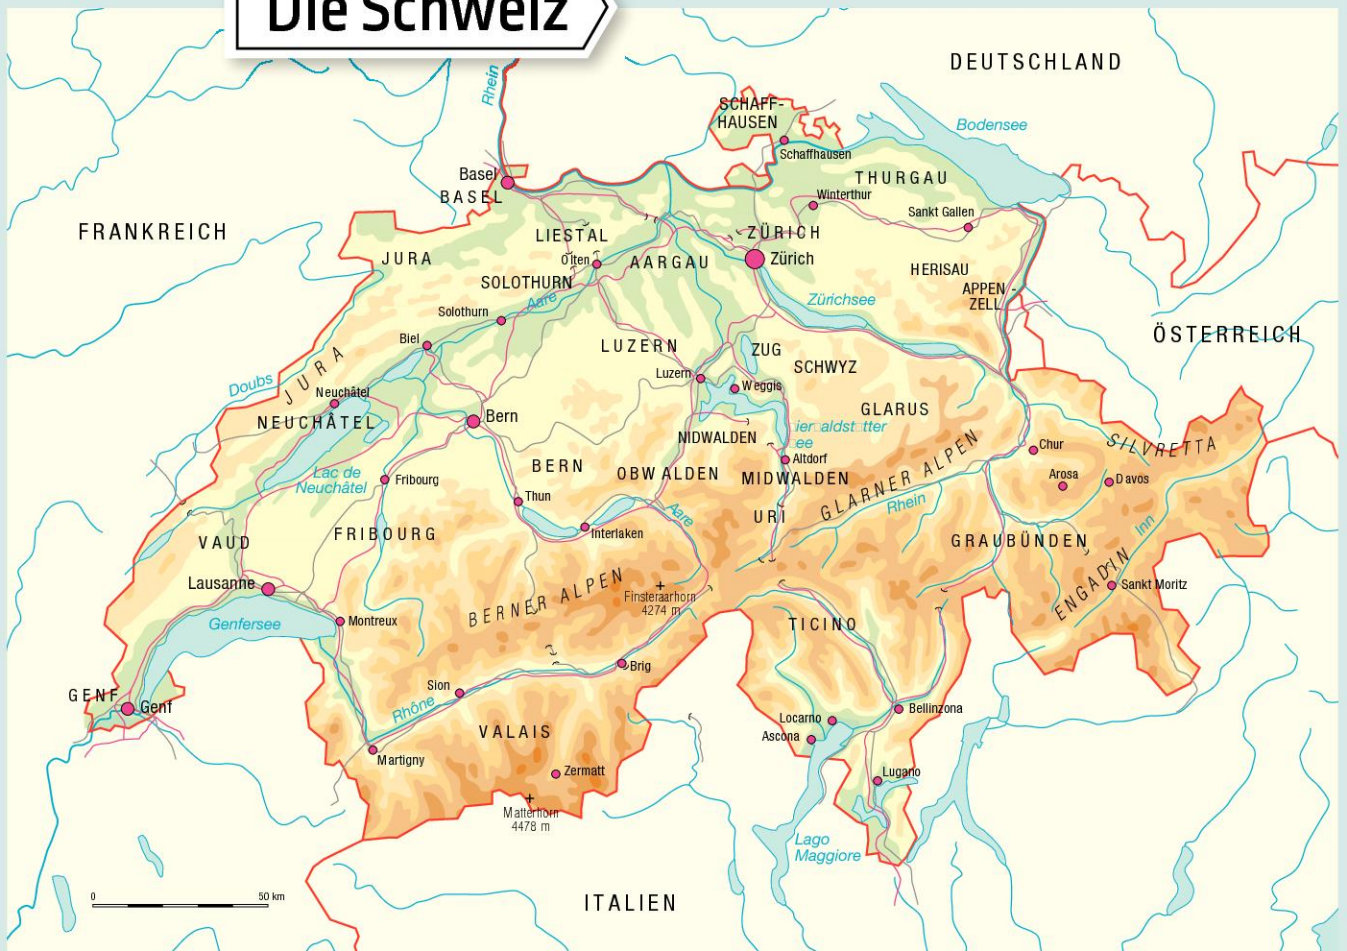 Die Schweiz
DEUTSCHLAND
Rhein
SCHAFF-
HAUSEN
Bodensee
Schaffhausen
Basel
BASEL
THURGAU
Winterthur
Sankt Gallen
FRANKREICH
LIESTAL
ZÜRICH
JURA
Olten
AARGAU
Zürich
SOLOTHURN
HERISAU
APPEN -
ZELL
Aare
Zürichsee
Solothurn
ÖSTERREICH
Biel
LUZERN
ZUG
SCHWYZ
JURA
Doubs
Luzern
Weggis
Neuchâtel
NEUCHÂTEL
Bern
GLARUS
ier aldst tter
ee
NIDWALDEN
Chur
SILVRETTA
Altdorf
GLARNER ALPEN
BERN
OBWALDEN
MIDWALDEN
Arosa
Davos
Lac de
Neuchâtel
Fribourg
Thun
Aare
Rhein
URI
Inn
FRIBOURG
Interlaken
VAUD
GRAUBÜNDEN
Lausanne
BERNER ALPEN
Finsteraarhorn
4274 m
ENGADIN
Sankt Moritz
Genfersee
Montreux
TICINO
Brig
Sion
GENF
Genf
Rhône
Locarno
Bellinzona
VALAIS
Ascona
Martigny
Zermatt
Lugano
Matterhorn
4478 m
Lago
Maggiore
0
50 km
ITALIEN